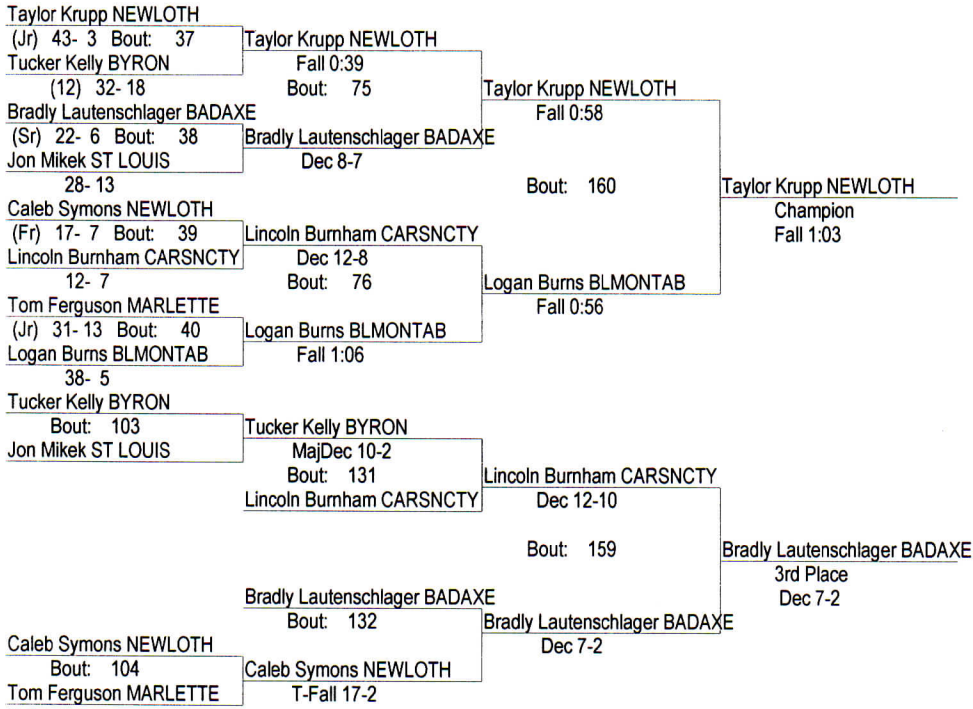 Taylor Krupp NEWLOTH
(Jr) 43- 3 Bout: 37
Tucker Kelly BYRON
(12) 32- 18
Bradly Lautenschlager BADAXE
(Sr) 22- 6 Bout: 38
Jon Mikek ST LOUIS
28- 13
Caleb Symons NEWLOTH
(Fr) 17- 7 Bout: 39
Lincoln Burnham CARSNCTY
12- 7
Tom Ferguson MARLETTE
(Jr) 31- 13 Bout: 40
Logan Burns BLMONTAB
38- 5
Taylor Krupp NEWLOTH
Fall 0:39
Bout: 75
Bradly Lautenschlager BADAXE
Dec 8-7
Lincoln Burnham CARSNCTY
Dec 12-8
Bout: 76
Logan Burns BLMONTAB
Fall 1:06
Taylor Krupp NEWLOTH
Fall 0:58
Bout: 160
Logan Burns BLMONTAB
Fall 0:56
Taylor Krupp NEWLOTH
Champion
Fall 1:03
Tucker Kelly BYRON
Bout: 103
Jon Mikek ST LOUIS
Tucker Kelly BYRON
MajDec 10-2
Bout: 131
Lincoln Burnham CARSNCTY
Lincoln Burnham CARSNCTY
Dec 12-10
Bout: 159
Bradly Lautenschlager BADAXE
3rd Place
Dec 7-2
Bradly Lautenschlager BADAXE
Bout: 132
Bradly Lautenschlager BADAXE
Dec 7-2
Caleb Symons NEWLOTH
Bout: 104
Tom Ferguson MARLETTE
Caleb Symons NEWLOTH
T-Fall 17-2